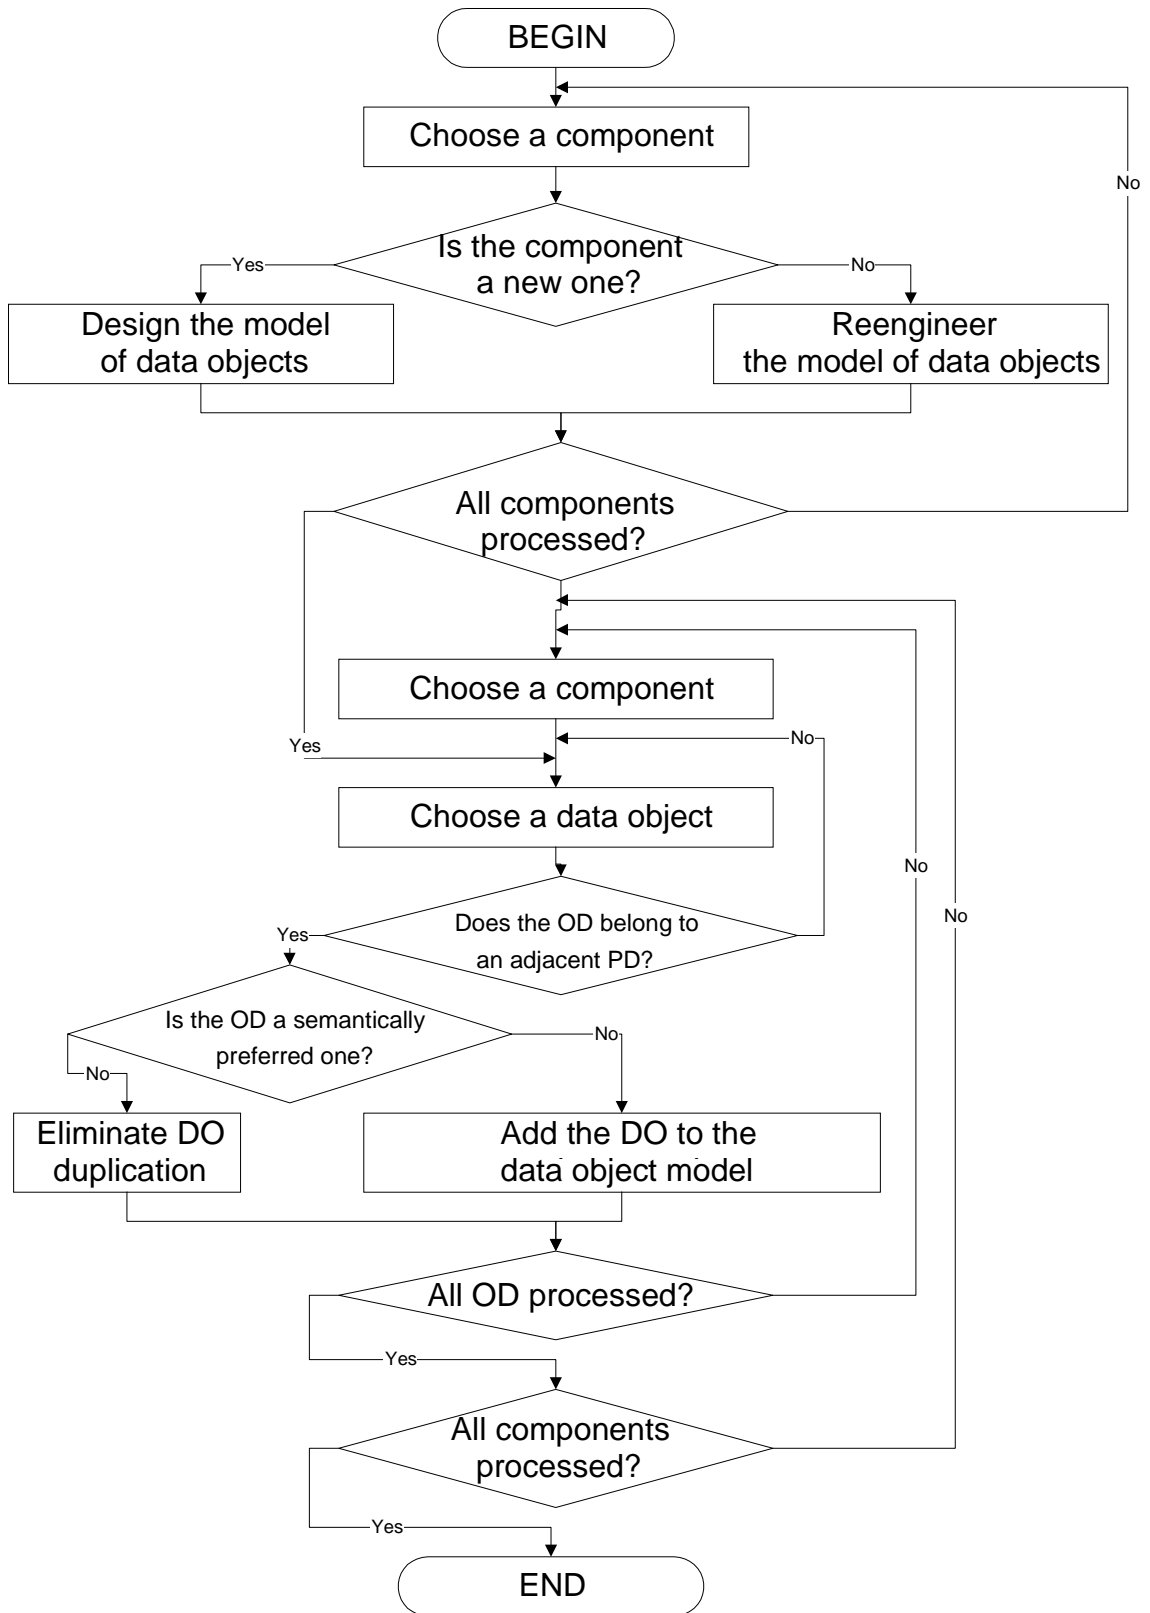 BEGIN
Choose a component
No
Is the component
a new one?
Yes
No
Design the model
of data objects
Reengineer
the model of data objects
All components
processed?
Choose a component
Yes
No
Choose a data object
No
No
Does the OD belong to
an adjacent PD?
Yes
Is the OD a semantically
preferred one?
No
No
Eliminate DO
duplication
Add the DO to the
data object model
All OD processed?
Yes
All components
processed?
Yes
END